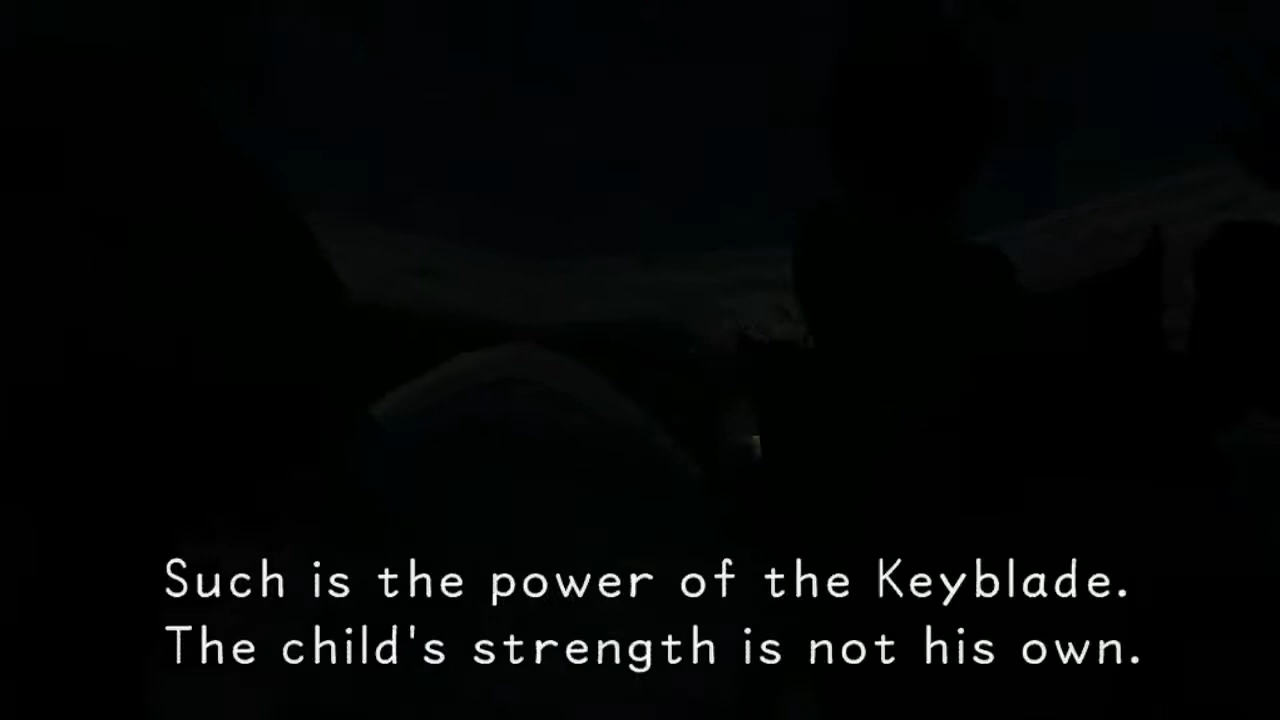 Such is the power of the Keyblade.
The child's strength is not his own.